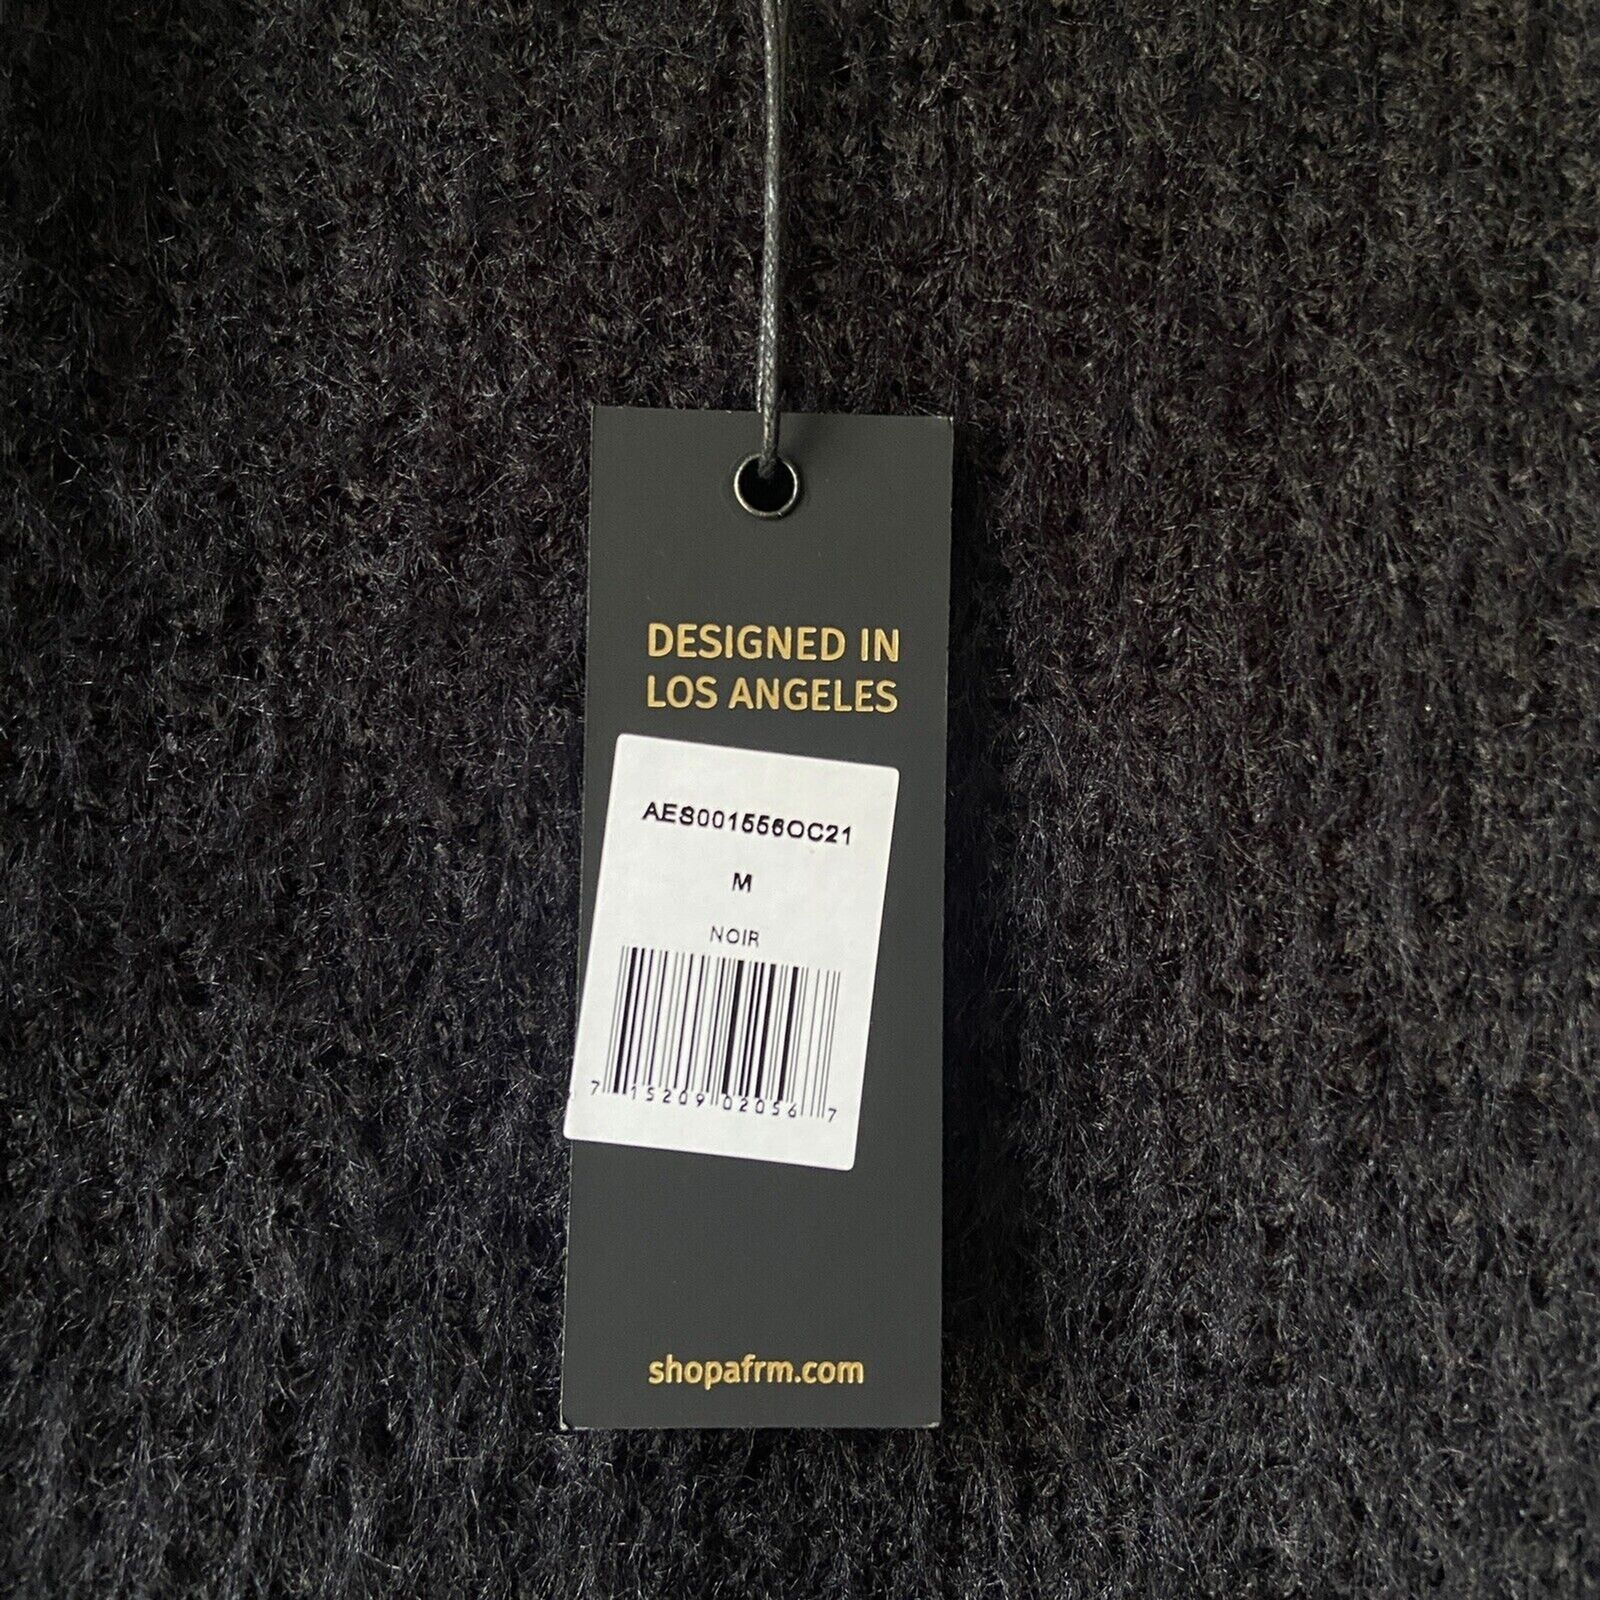 DESIGNED IN
LOS ANGELES
AES001556OC21
M
NOIR
7 15209 02056 7
shopafrm.com